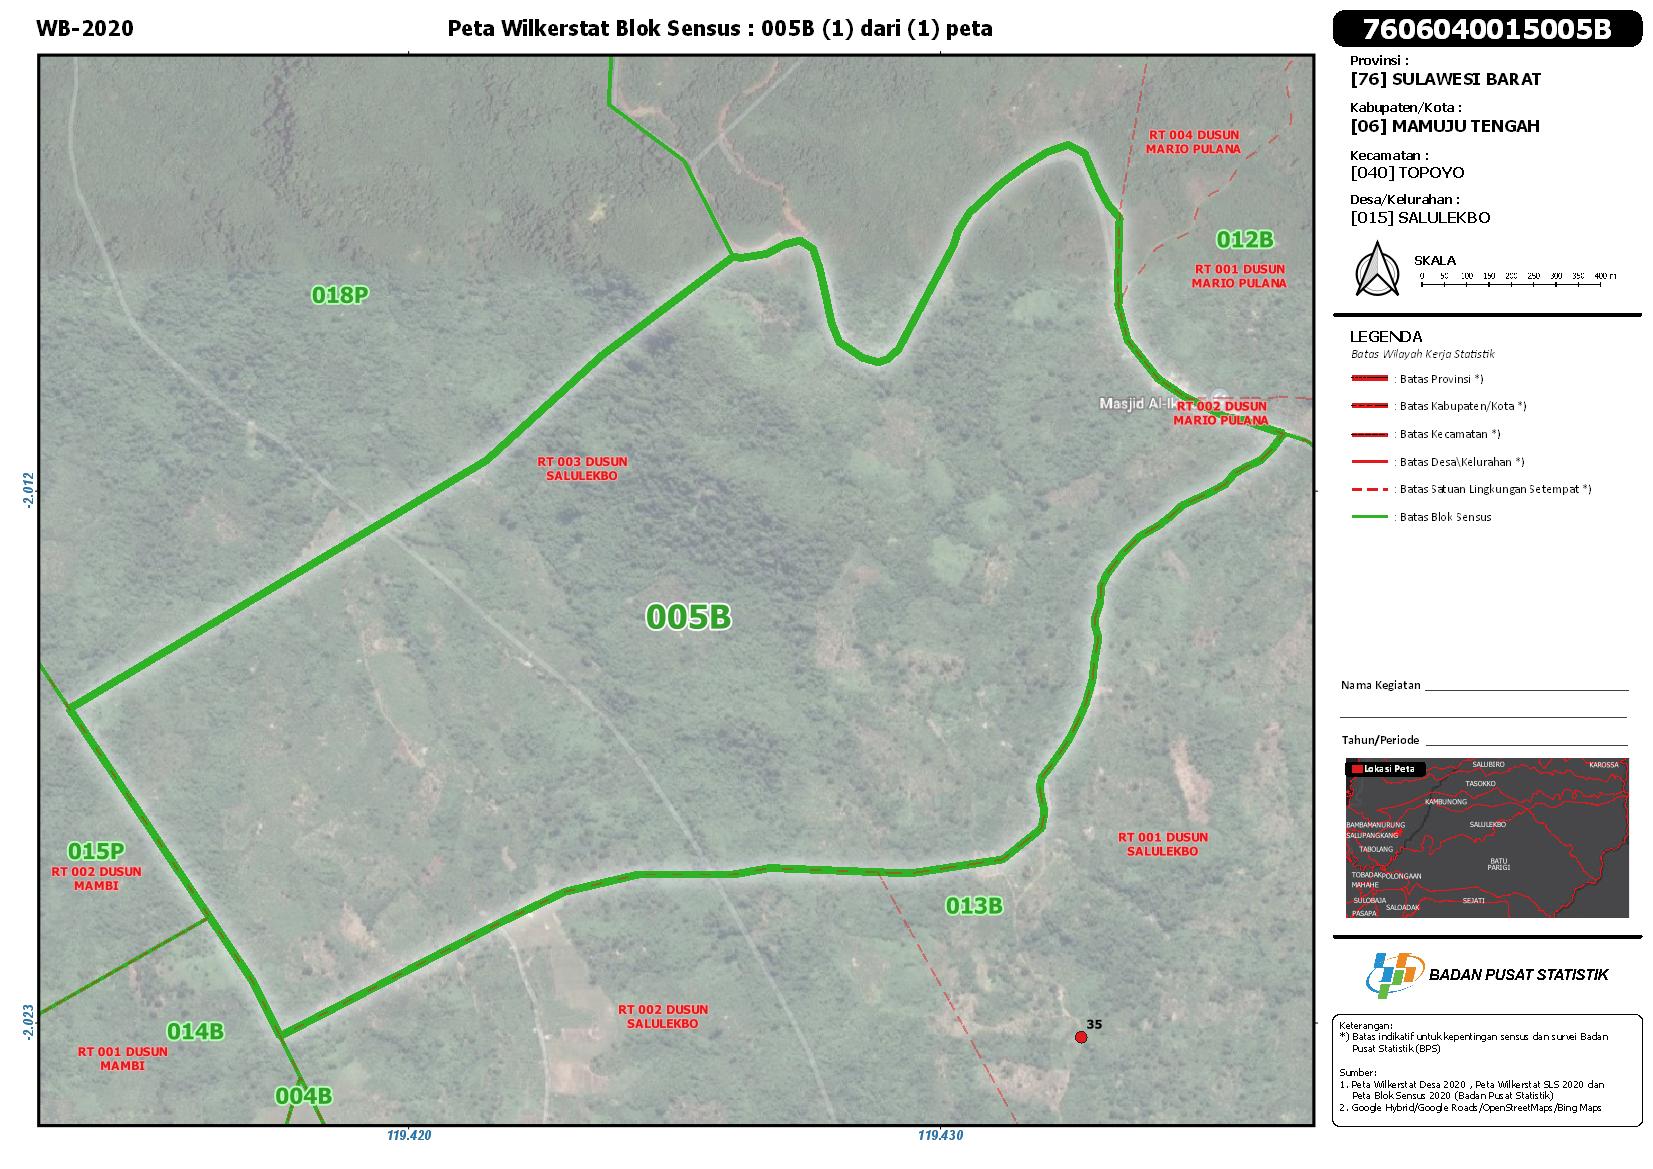 WB-2020
Peta Wilkerstat Blok Sensus : 005B (1) dari (1) peta
7606040015005B
Provinsi :
[76] SULAWESI BARAT
Kabupaten/Kota :
[06] MAMUJU TENGAH
Kecamatan :
[040] TOPOYO
Desa/Kelurahan :
[015] SALULEKBO
SKALA
0 50 100 150 200 250 300 350 400 m
LEGENDA
Batas Wilayah Kerja Statistik
: Batas Provinsi *)
: Batas Kabupaten/Kota *)
: Batas Kecamatan *)
: Batas Desa\Kelurahan *)
: Batas Satuan Lingkungan Setempat *)
: Batas Blok Sensus
Nama Kegiatan
Tahun/Periode
Lokasi Peta
SALUBIRO
KAROSSA
TASOKKO
KAMBUNONG
BAMBAMANURUNG
SALULEKBO
SALUPANGKANG
TABOLANG
BATU
PARIGI
TOBADAK
POLONGAAN
MAHAHE
SULOBAJA
SALOADAK
SEJATI
PASAPA
BADAN PUSAT STATISTIK
Keterangan:
*) Batas indikatif untuk kepentingan sensus dan survei Badan
Pusat Statistik (BPS)
Sumber:
1. Peta Wilkerstat Desa 2020 , Peta Wilkerstat SLS 2020 dan
Peta Blok Sensus 2020 (Badan Pusat Statistik)
2. Google Hybrid/Google Roads/OpenStreetMaps/Bing Maps
RT 004 DUSUN
MARIO PULANA
012B
RT 001 DUSUN
MARIO PULANA
018P
Masjid Al-Ik
RT 002 DUSUN
MARIO PULANA
RT 003 DUSUN
SALULEKBO
005B
RT 001 DUSUN
SALULEKBO
015P
RT 002 DUSUN
MAMBI
013B
RT 002 DUSUN
SALULEKBO
35
014B
RT 001 DUSUN
MAMBI
004B
-2.012
-2.023
119.420
119.430